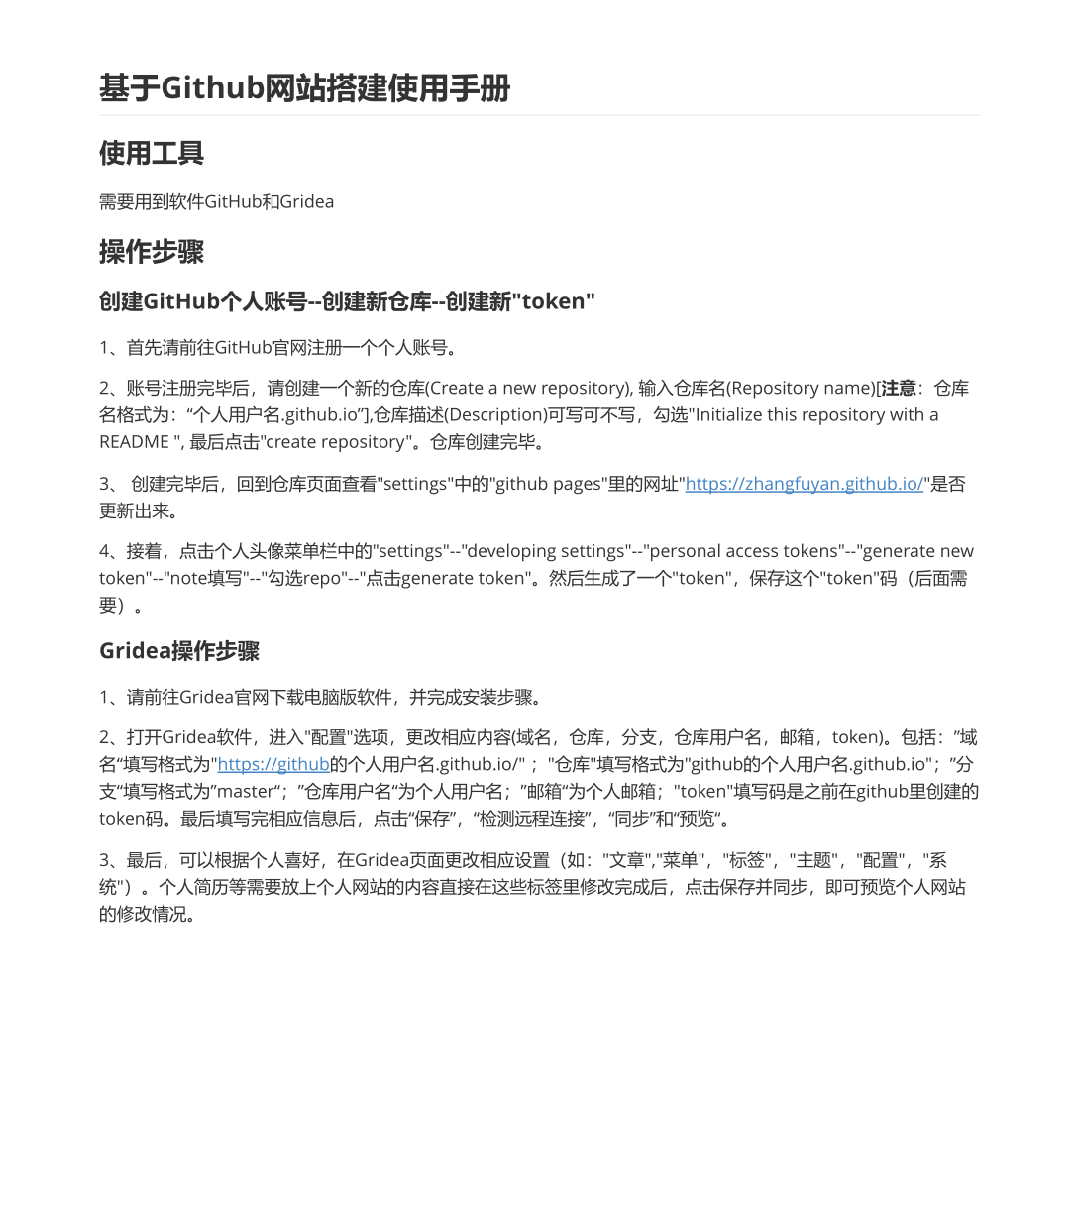 基于Github网站搭建使用手册
使用工具
需要用到软件GitHub和Gridea
操作步骤
创建GitHub个人账号--创建新仓库--创建新"token"
1、首先请前往GitHub官网注册一个个人账号。
2、账号注册完毕后，请创建一个新的仓库(Create a new repository), 输入仓库名(Repository name)[注意：仓库
名格式为：“个人用户名.github.io”],仓库描述(Description)可写可不写，勾选"Initialize this repository with a
README ", 最后点击"create repository"。仓库创建完毕。
3、 创建完毕后，回到仓库页面查看"settings"中的"github pages"里的网址"https://zhangfuyan.github.io/"是否
更新出来。
4、接着，点击个人头像菜单栏中的"settings"--"developing settings"--"personal access tokens"--"generate new
token"--"note填写"--"勾选repo"--"点击generate token"。然后生成了一个"token"，保存这个"token"码（后面需
要）。
Gridea操作步骤
1、请前往Gridea官网下载电脑版软件，并完成安装步骤。
2、打开Gridea软件，进入"配置"选项，更改相应内容(域名，仓库，分支，仓库用户名，邮箱，token)。包括：”域
名“填写格式为"https://github的个人用户名.github.io/" ；"仓库"填写格式为"github的个人用户名.github.io"；”分
支“填写格式为”master“；”仓库用户名“为个人用户名；”邮箱“为个人邮箱；"token"填写码是之前在github里创建的
token码。最后填写完相应信息后，点击“保存”，“检测远程连接”，“同步”和“预览“。
3、最后，可以根据个人喜好，在Gridea页面更改相应设置（如："文章","菜单"，"标签"，"主题"，"配置"，"系
统"）。个人简历等需要放上个人网站的内容直接在这些标签里修改完成后，点击保存并同步，即可预览个人网站
的修改情况。